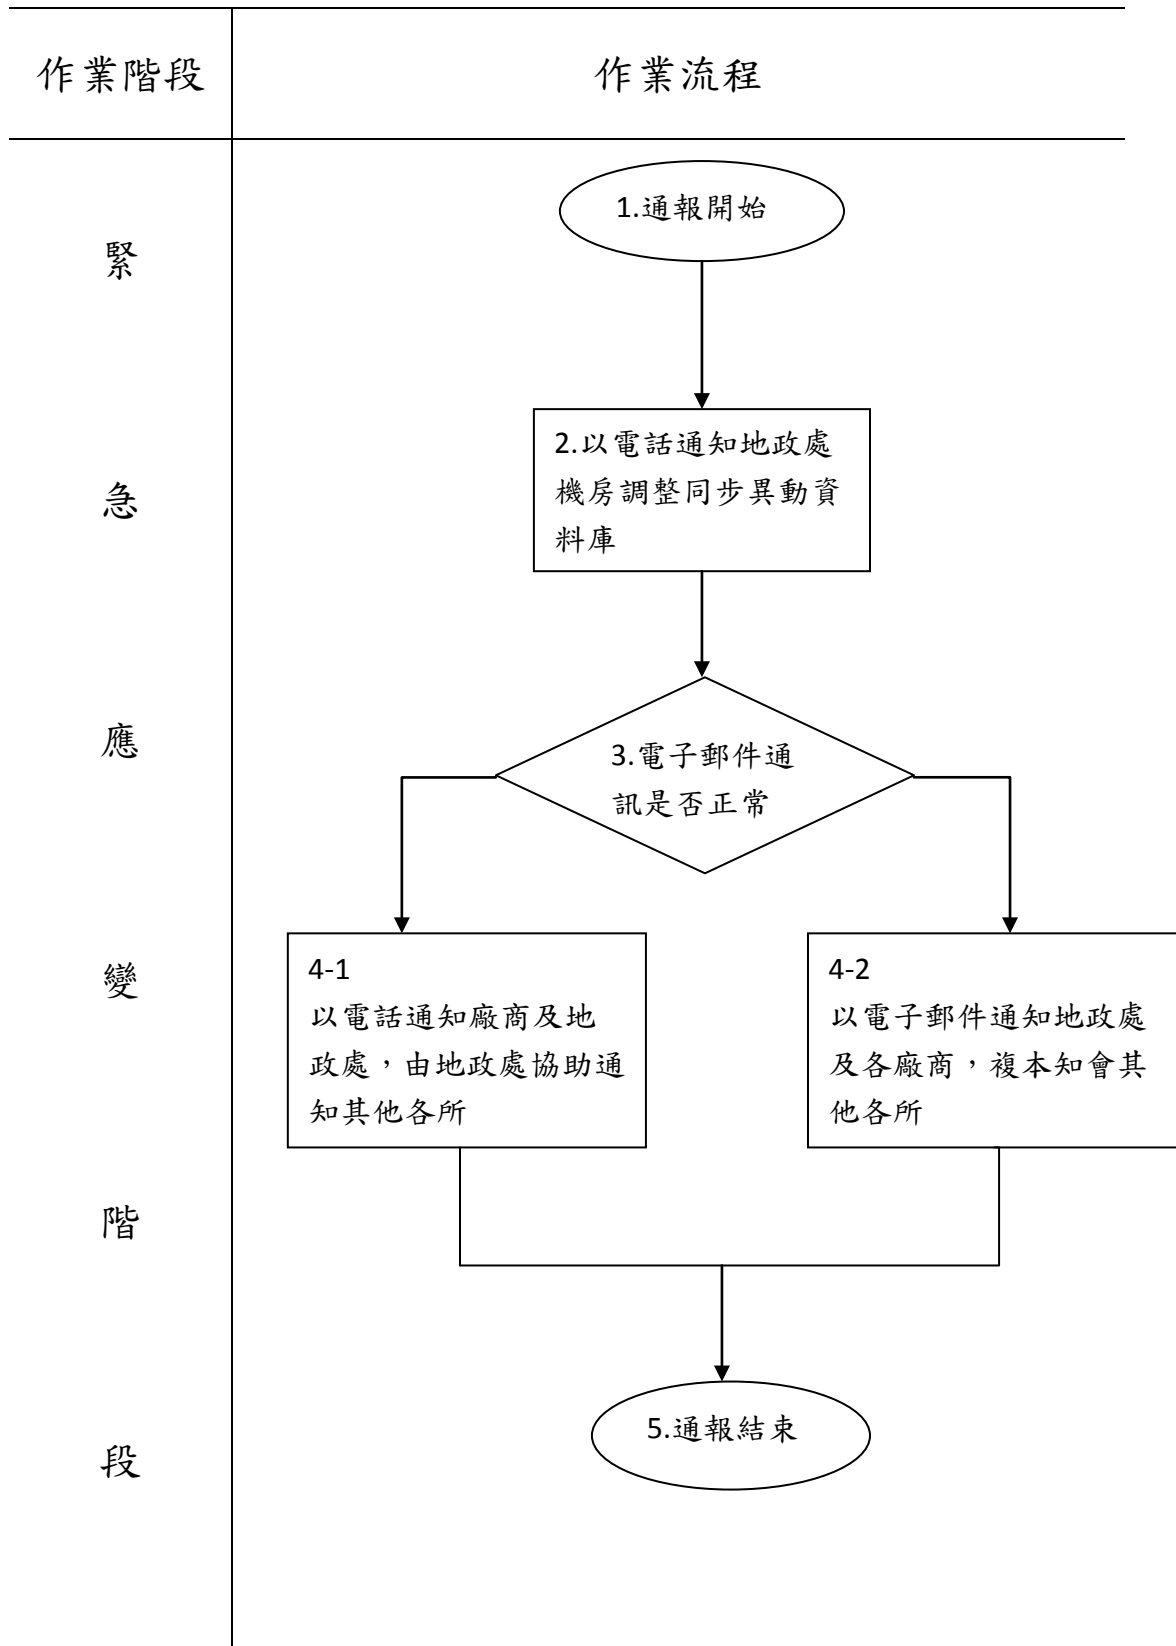 作業階段
作業流程
緊
急
應
變
階
段
1.通報開始
2.以電話通知地政處
機房調整同步異動資
料庫
3.電子郵件通
訊是否正常
4-1
以電話通知廠商及地
政處，由地政處協助通
知其他各所
4-2
以電子郵件通知地政處
及各廠商，複本知會其
他各所
5.通報結束